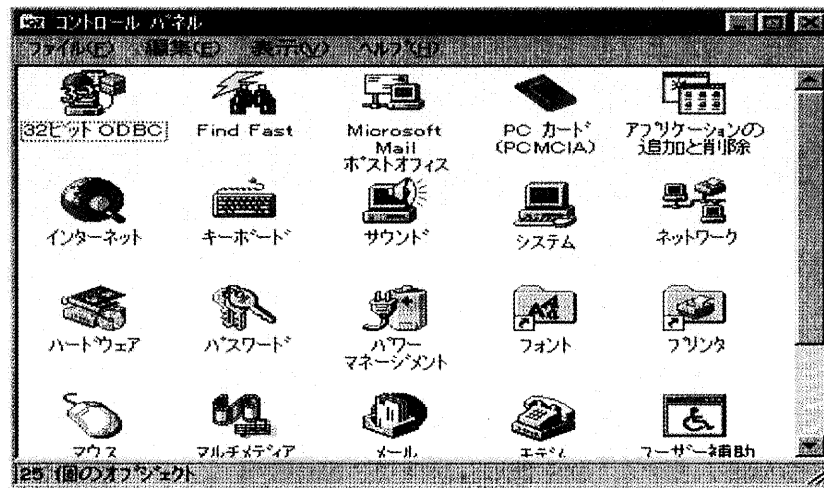 コントロール パネル
ファイル(F) 編集(E) 表示(V) ヘルプ(H)
32ビット ODBC
Find Fast
Microsoft
Mail
ポストオフィス
PC カード
(PCMCIA)
アプリケーションの
追加と削除
インターネット
キーボード
サウンド
システム
ネットワーク
ハードウェア
パスワード
パワー
マネージメント
フォント
プリンタ
マウス
マルチメディア
メール
モデム
ユーザー補助
25 個のオブジェクト